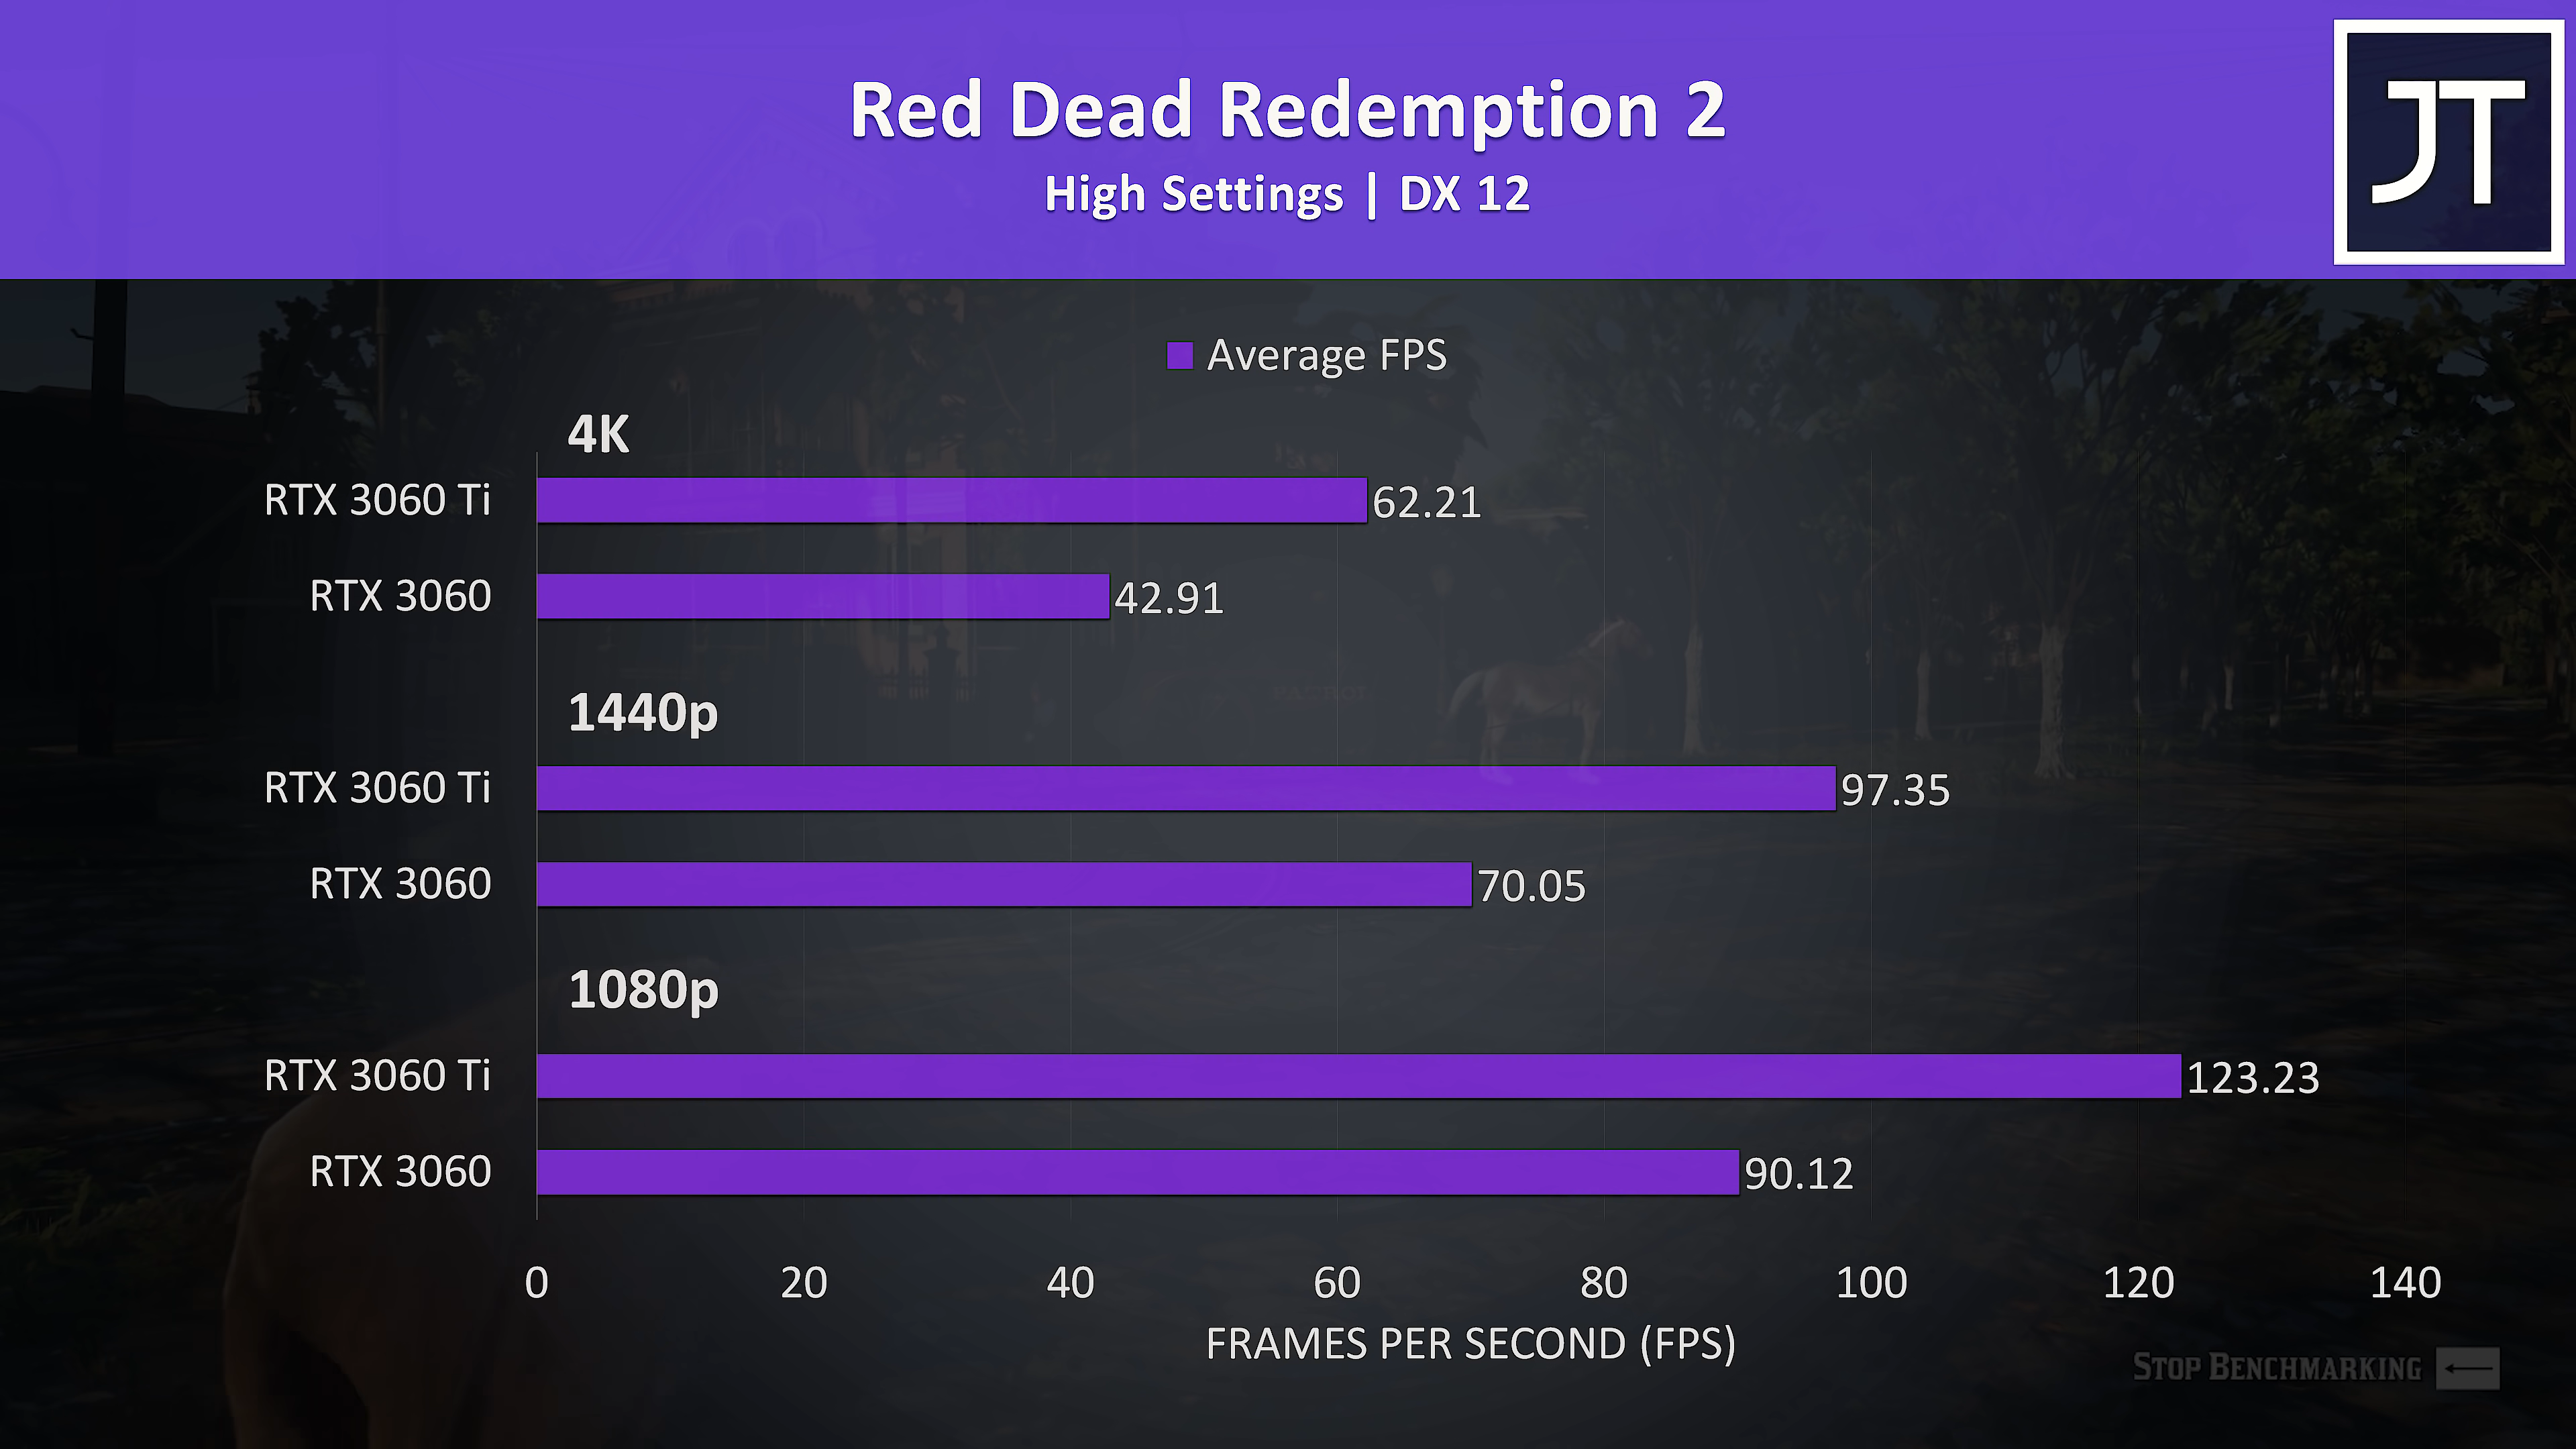 Red Dead Redemption 2
High Settings | DX 12
JT
Average FPS
4K
RTX 3060 Ti 62.21
RTX 3060 42.91
1440p
RTX 3060 Ti 97.35
RTX 3060 70.05
1080p
RTX 3060 Ti 123.23
RTX 3060 90.12
0 20 40 60 80 100 120 140
FRAMES PER SECOND (FPS)
STOP BENCHMARKING